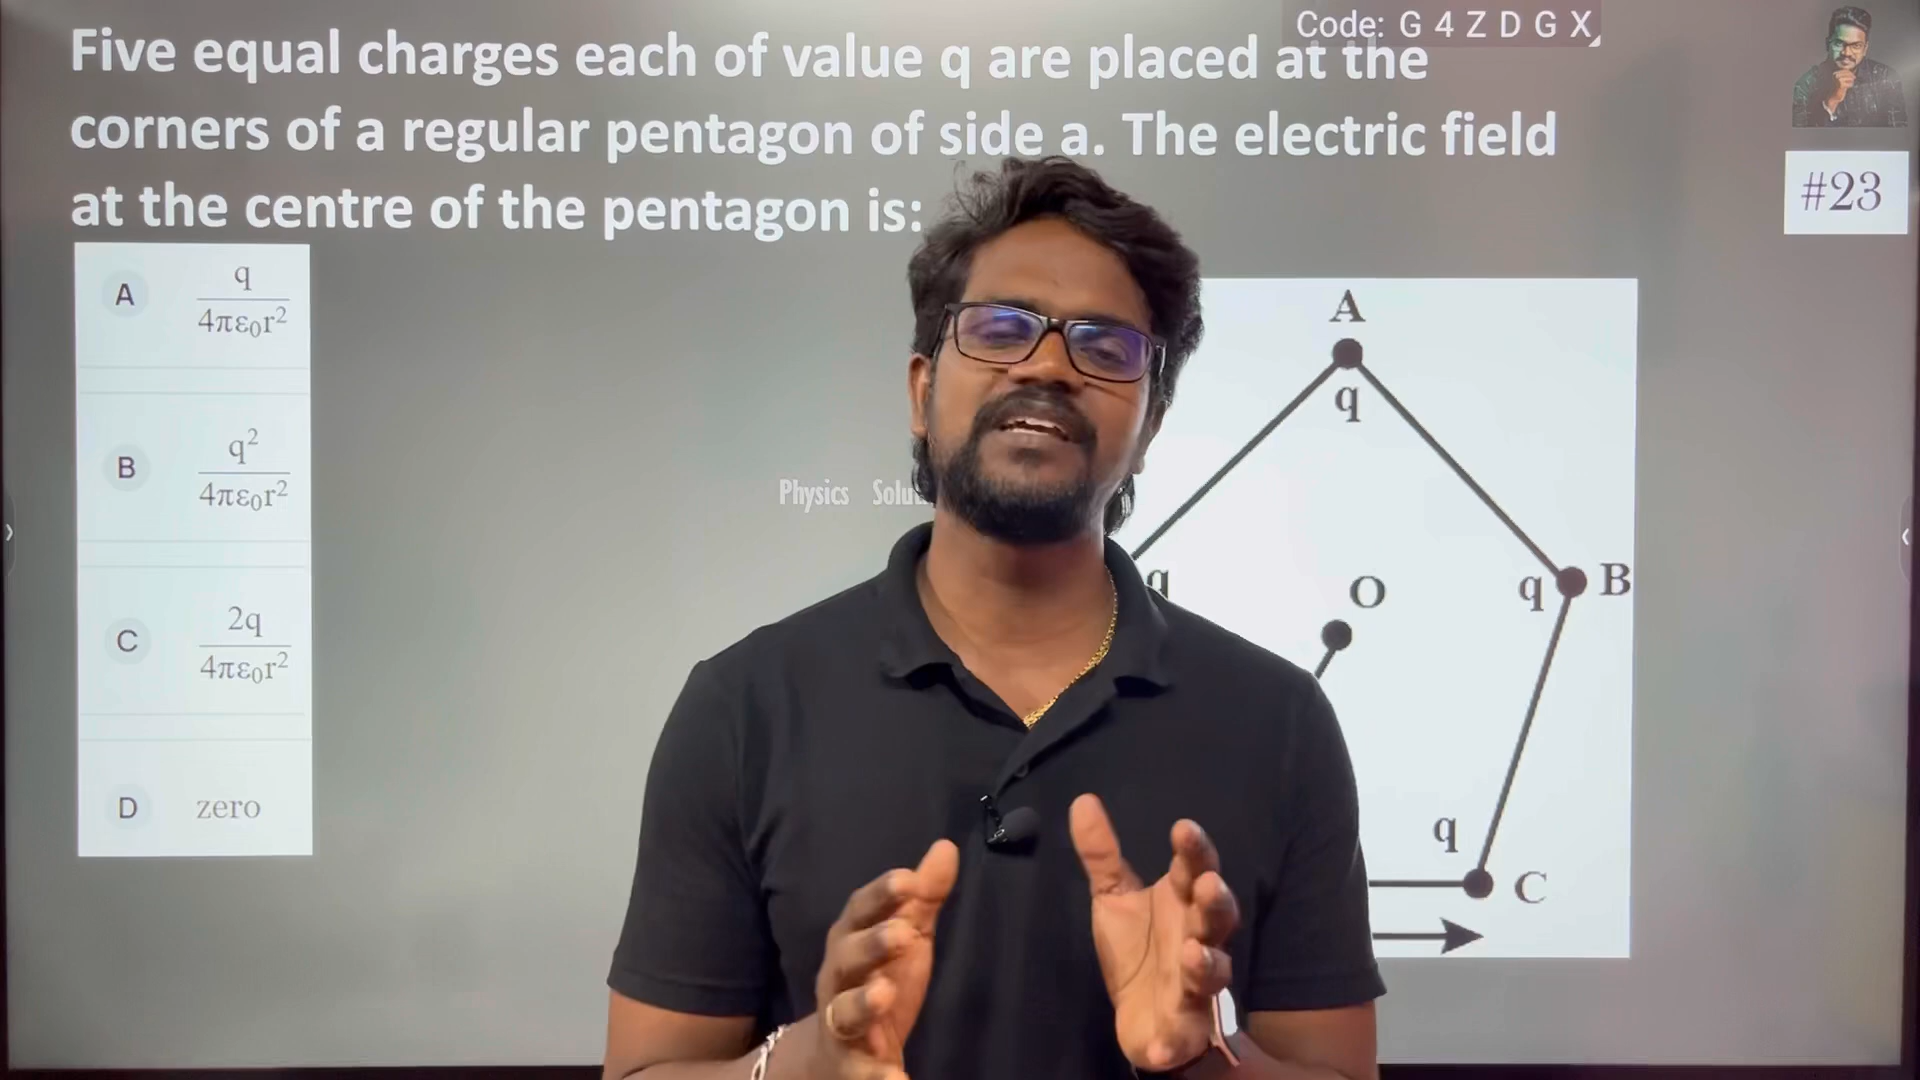 Code: G 4 Z D G X
Five equal charges each of value q are placed at the
corners of a regular pentagon of side a. The electric field
at the centre of the pentagon is:
#23
A q/4πε₀r²
B q²/4πε₀r²
C 2q/4πε₀r²
D zero
Physics
A
q
q
O
q B
q
C